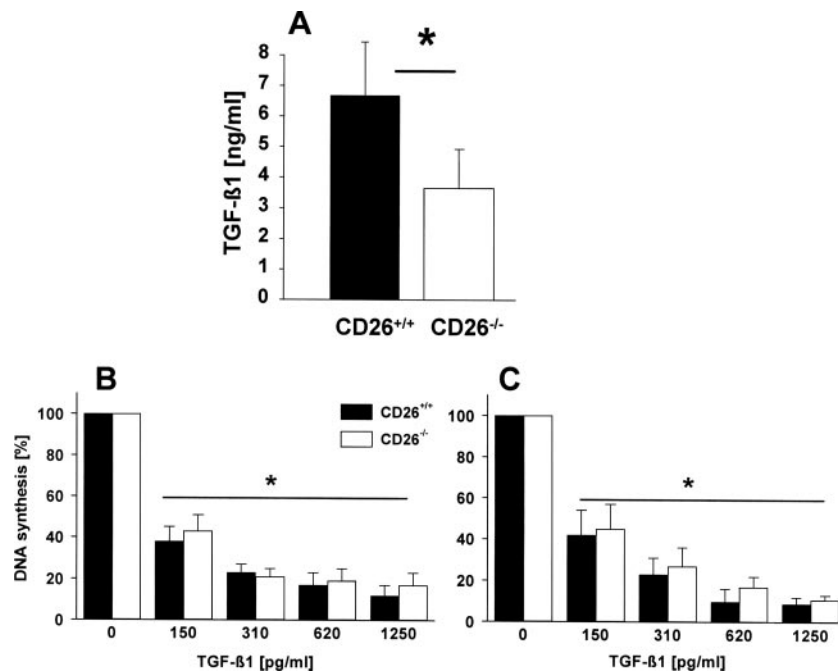 A
*
8
7
6
5
4
3
2
1
0
TGF-ß1 [ng/ml]
CD26+/+ CD26-/-
B
*
CD26+/+
CD26-/-
100
80
60
40
20
0
DNA synthesis [%]
0 150 310 620 1250
TGF-ß1 [pg/ml]
C
*
100
80
60
40
20
0
0 150 310 620 1250
TGF-ß1 [pg/ml]